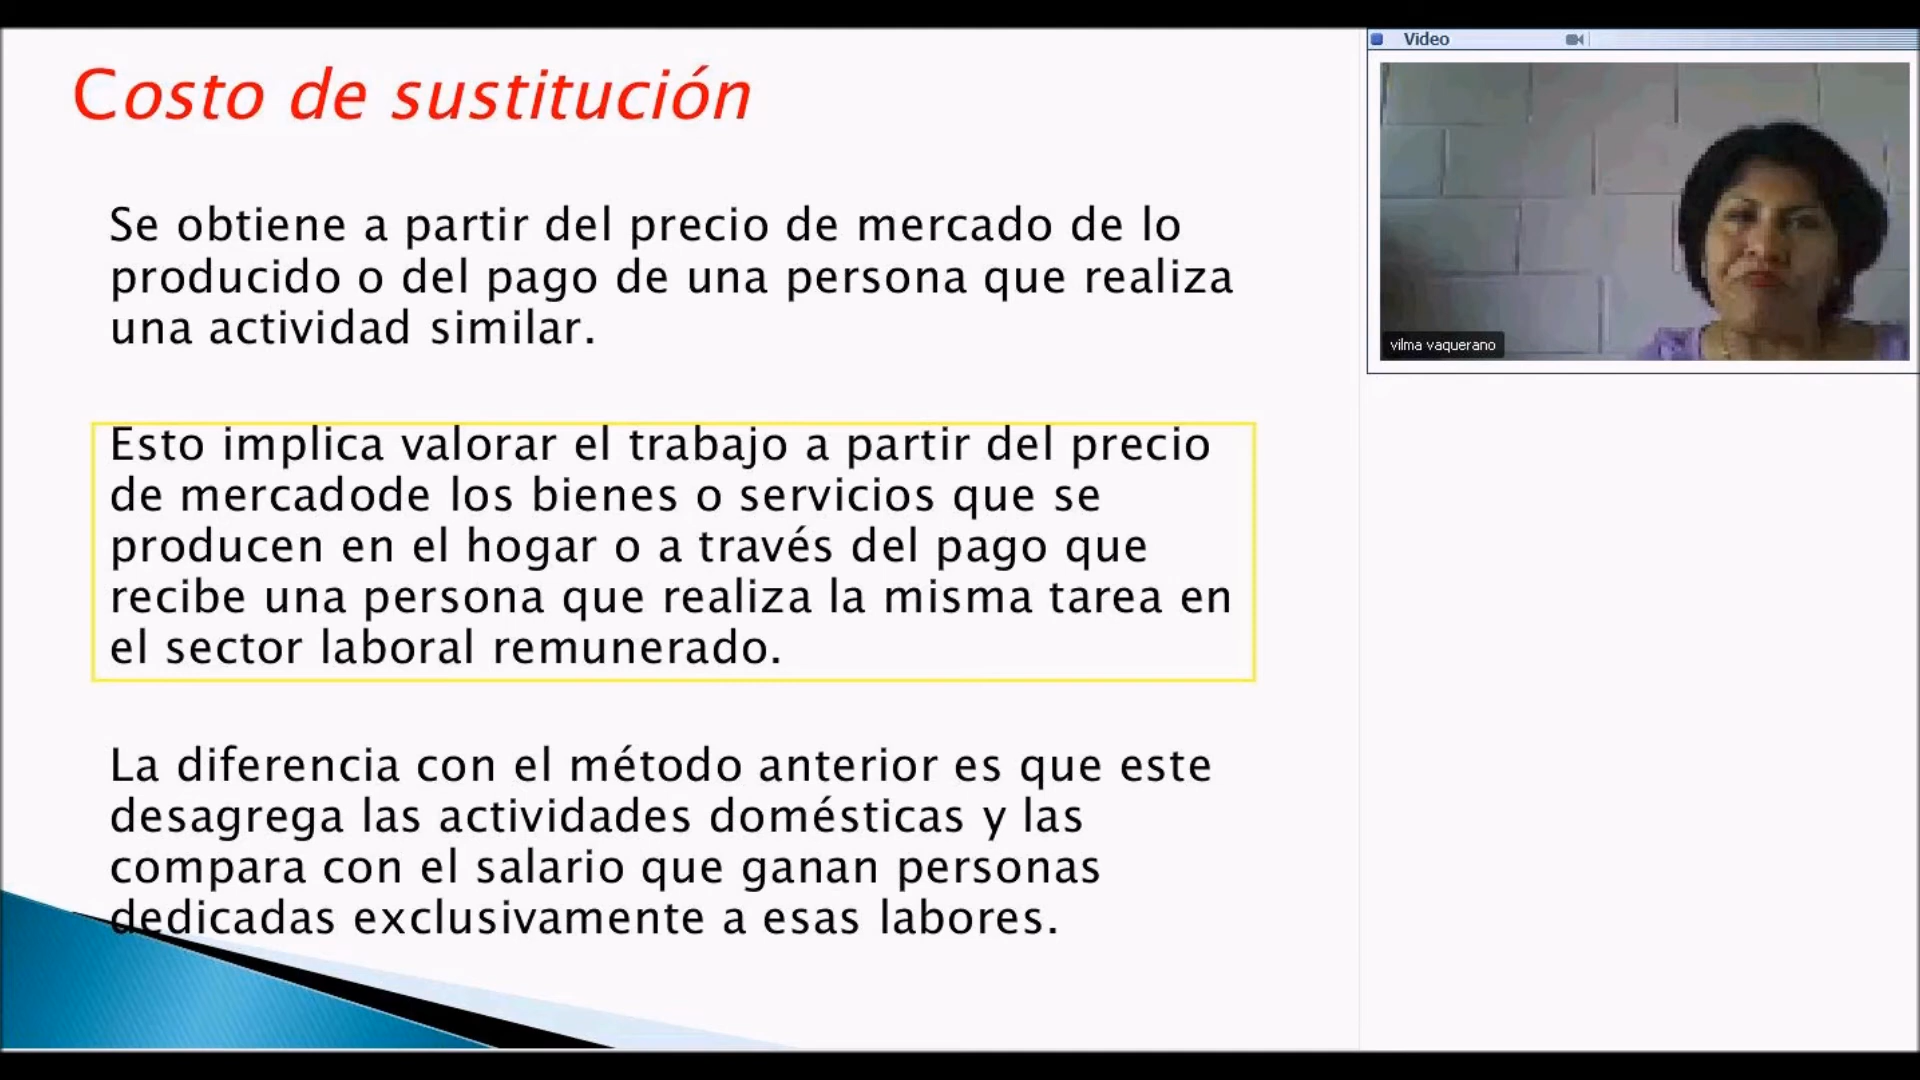 Costo de sustitución
Se obtiene a partir del precio de mercado de lo
producido o del pago de una persona que realiza
una actividad similar.
Esto implica valorar el trabajo a partir del precio
de mercadode los bienes o servicios que se
producen en el hogar o a través del pago que
recibe una persona que realiza la misma tarea en
el sector laboral remunerado.
La diferencia con el método anterior es que este
desagrega las actividades domésticas y las
compara con el salario que ganan personas
dedicadas exclusivamente a esas labores.
Video
vilma vaquerano